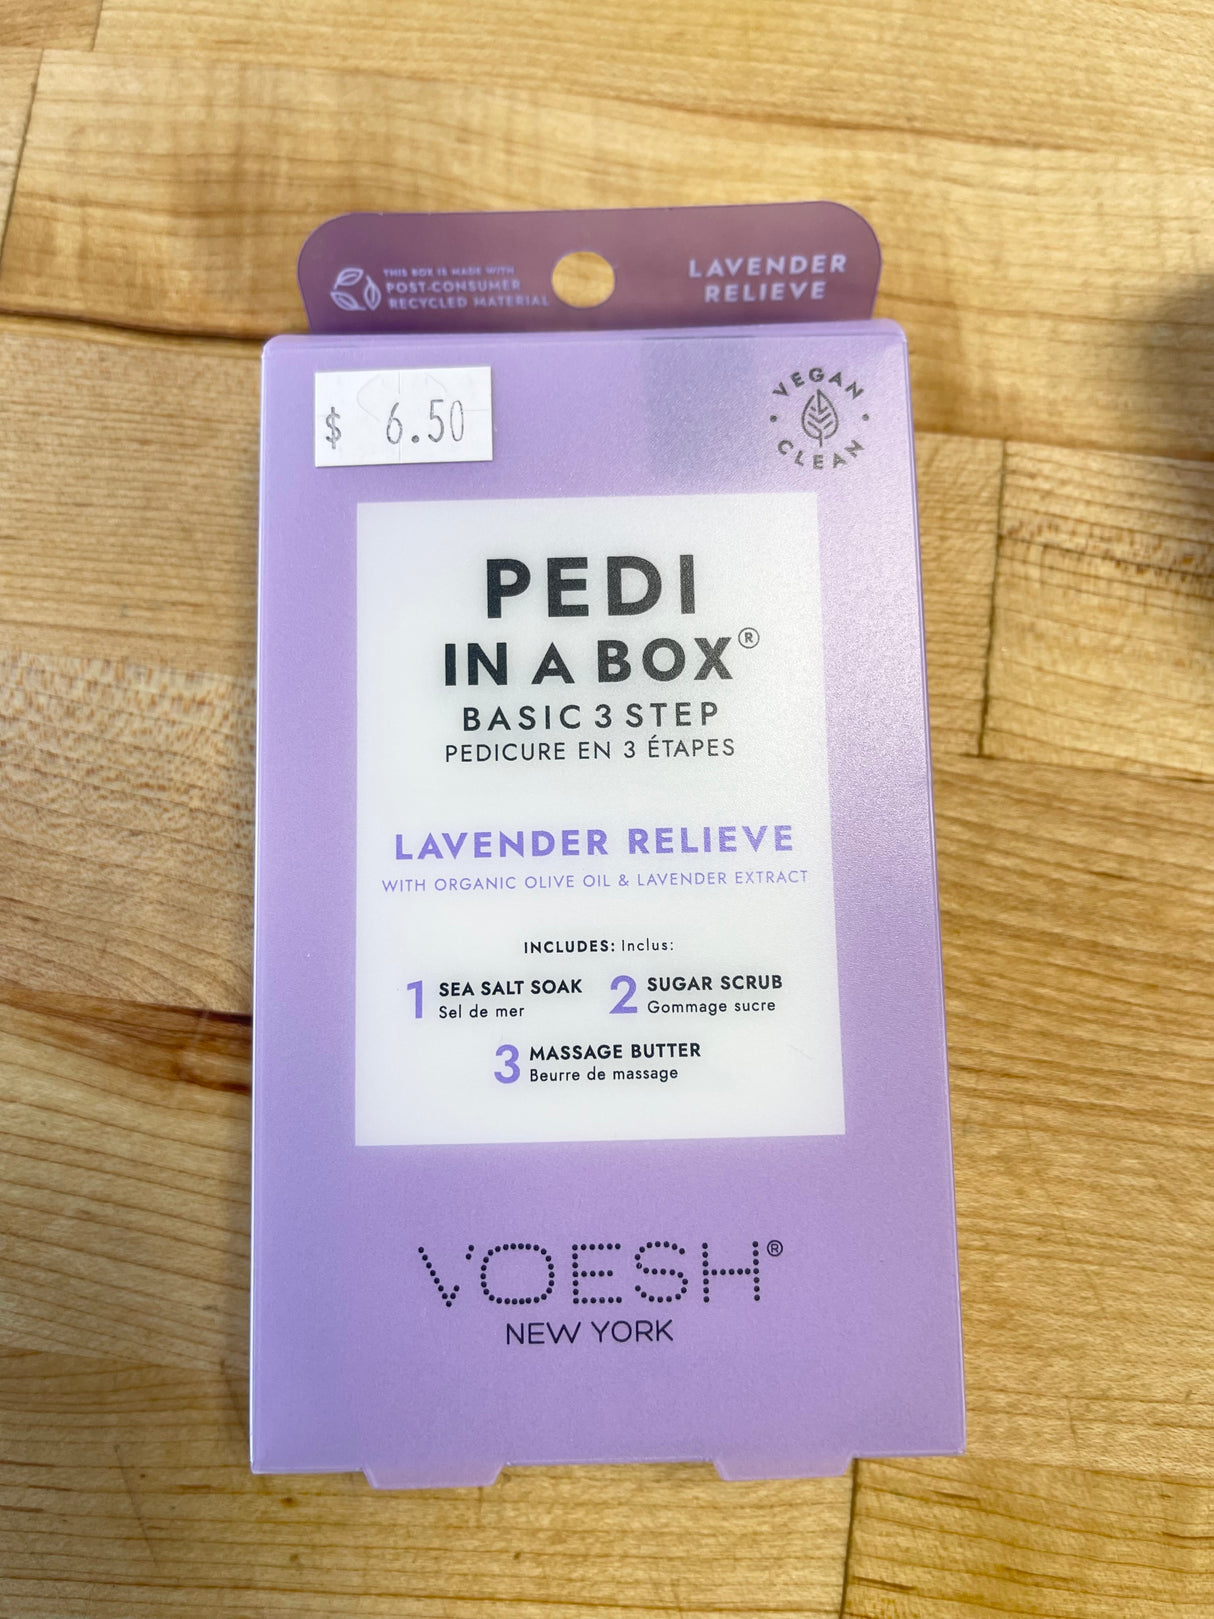 THIS BOX IS MADE WITH
POST-CONSUMER
RECYCLED MATERIAL
LAVENDER
RELIEVE
$ 6.50
VEGAN
CLEAN
PEDI
IN A BOX®
BASIC 3 STEP
PEDICURE EN 3 ÉTAPES
LAVENDER RELIEVE
WITH ORGANIC OLIVE OIL & LAVENDER EXTRACT
INCLUDES: Inclus:
1 SEA SALT SOAK
Sel de mer
2 SUGAR SCRUB
Gommage sucre
3 MASSAGE BUTTER
Beurre de massage
VOESH®
NEW YORK